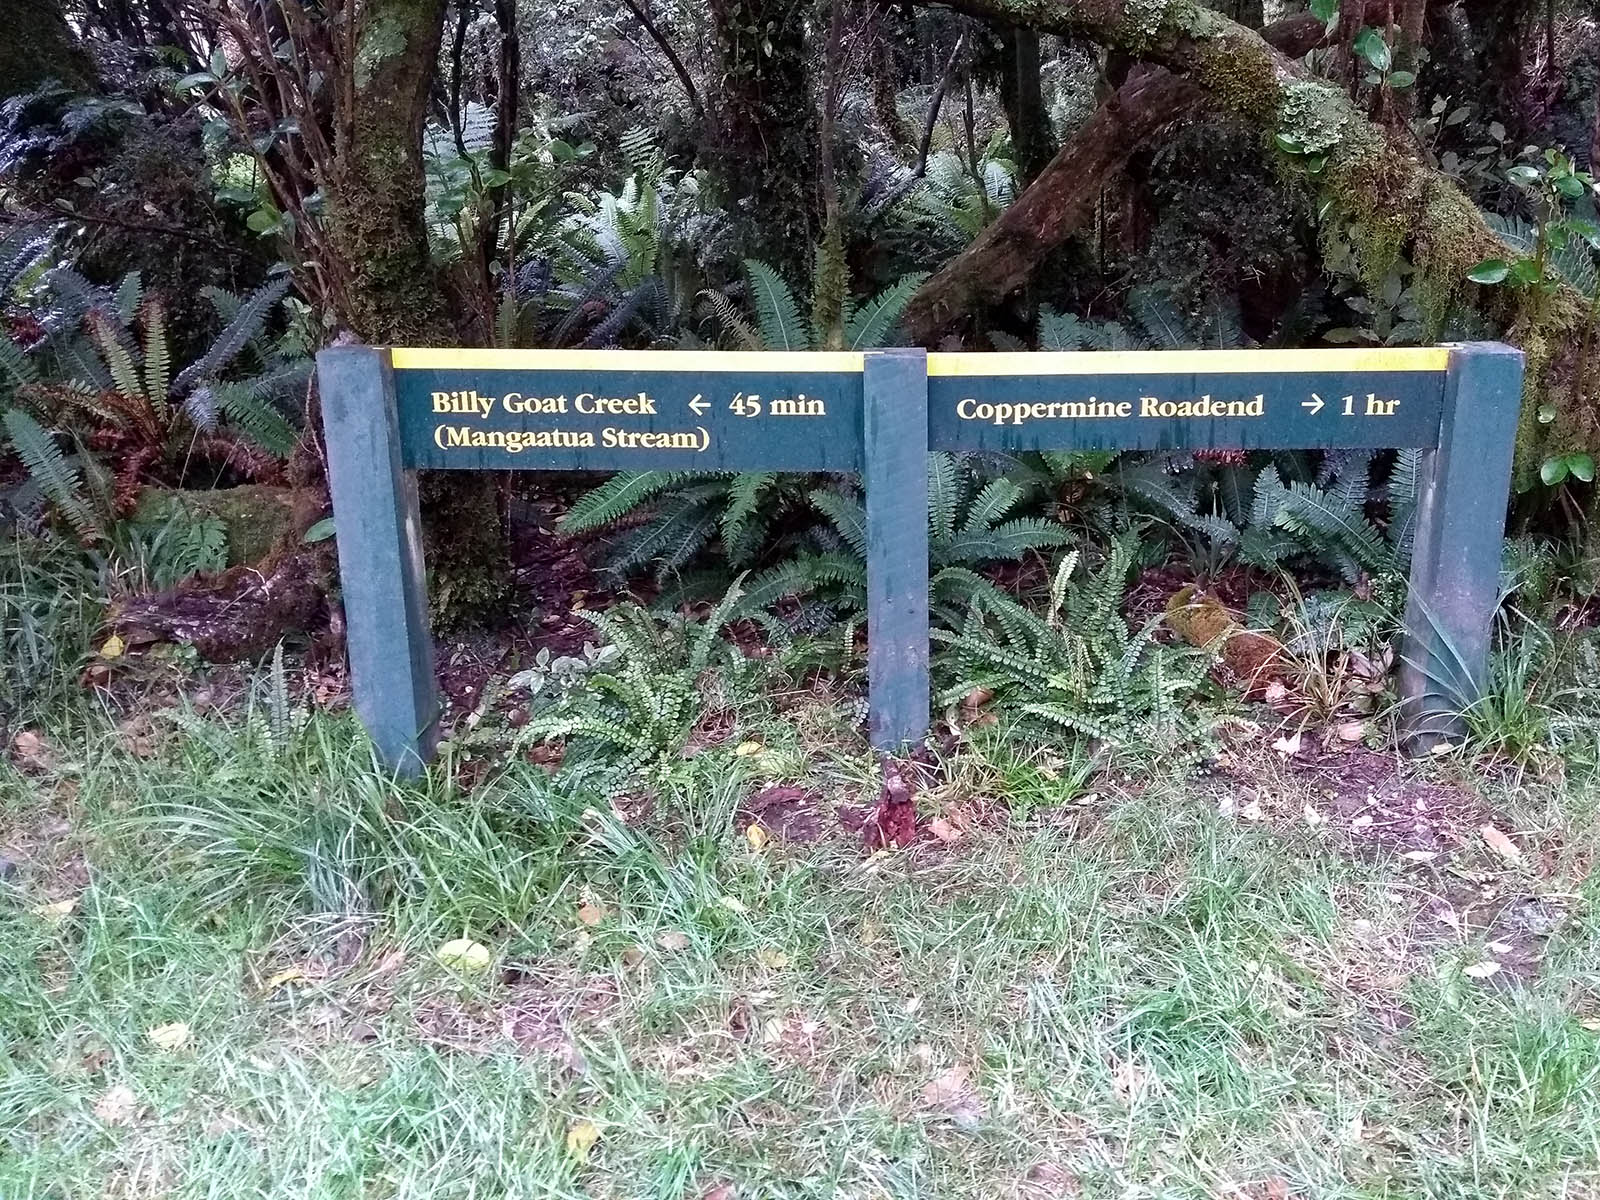 Billy Goat Creek ← 45 min
(Mangaatua Stream)
Coppermine Roadend → 1 hr